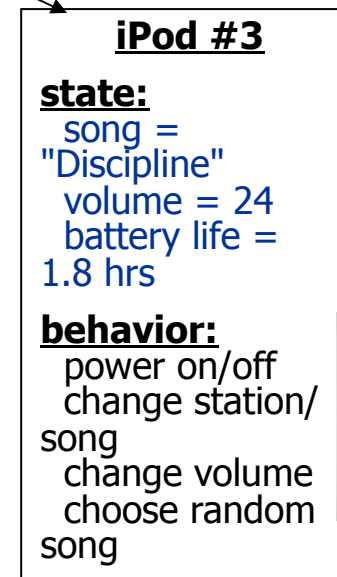 iPod #3
state:
song =
"Discipline"
volume = 24
battery life =
1.8 hrs
behavior:
power on/off
change station/
song
change volume
choose random
song